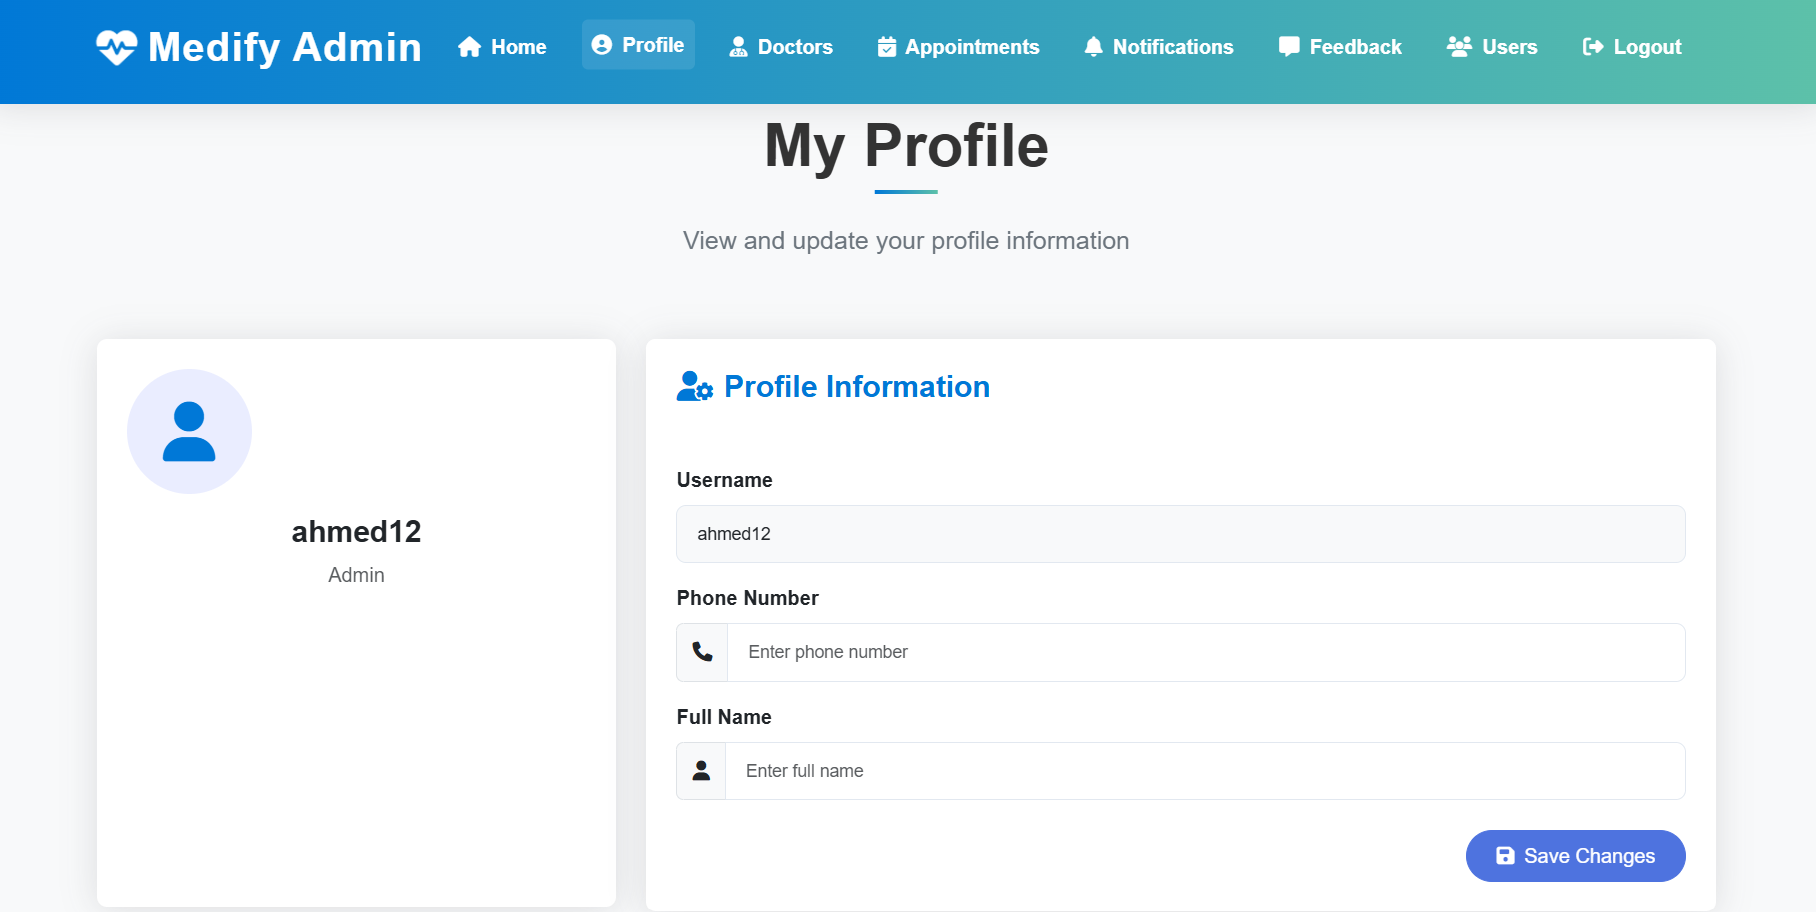 Medify Admin
Home
Profile
Doctors
Appointments
Notifications
Feedback
Users
Logout
My Profile
View and update your profile information
ahmed12
Admin
Profile Information
Username
ahmed12
Phone Number
Enter phone number
Full Name
Enter full name
Save Changes